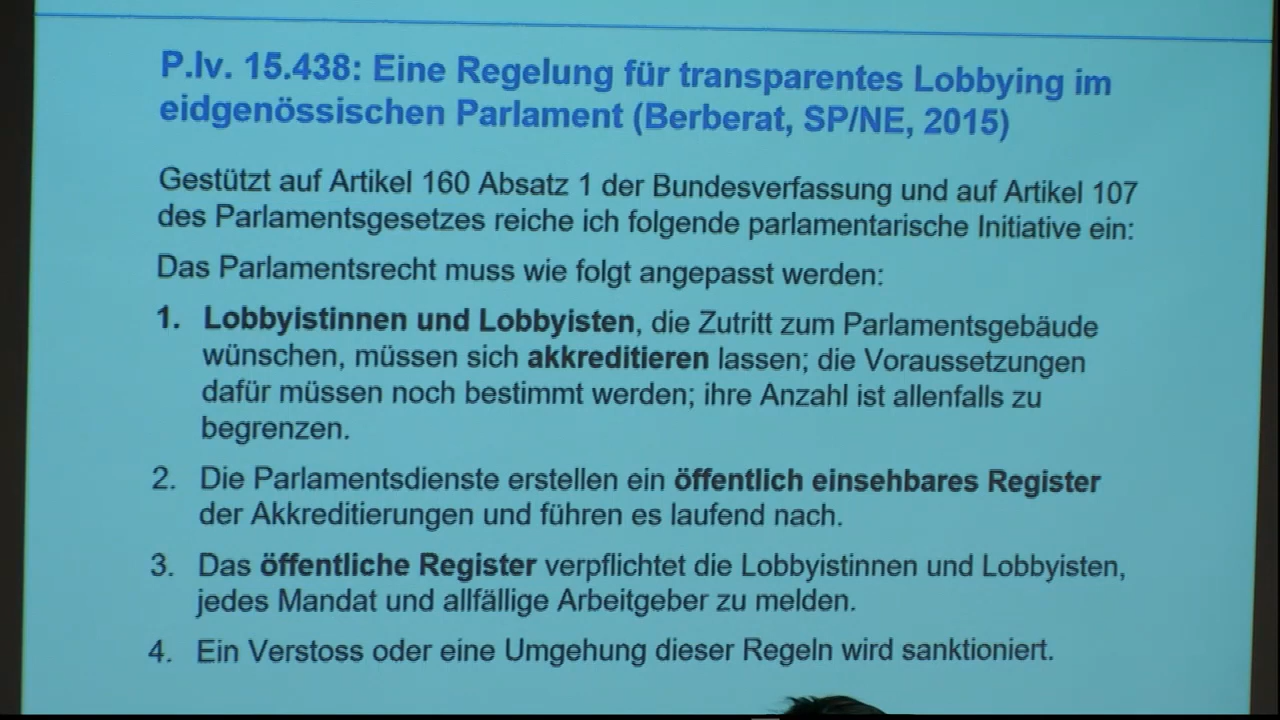 P.Iv. 15.438: Eine Regelung für transparentes Lobbying im
eidgenössischen Parlament (Berberat, SP/NE, 2015)
Gestützt auf Artikel 160 Absatz 1 der Bundesverfassung und auf Artikel 107
des Parlamentsgesetzes reiche ich folgende parlamentarische Initiative ein:
Das Parlamentsrecht muss wie folgt angepasst werden:
1. Lobbyistinnen und Lobbyisten, die Zutritt zum Parlamentsgebäude
wünschen, müssen sich akkreditieren lassen; die Voraussetzungen
dafür müssen noch bestimmt werden; ihre Anzahl ist allenfalls zu
begrenzen.
2. Die Parlamentsdienste erstellen ein öffentlich einsehbares Register
der Akkreditierungen und führen es laufend nach.
3. Das öffentliche Register verpflichtet die Lobbyistinnen und Lobbyisten,
jedes Mandat und allfällige Arbeitgeber zu melden.
4. Ein Verstoss oder eine Umgehung dieser Regeln wird sanktioniert.